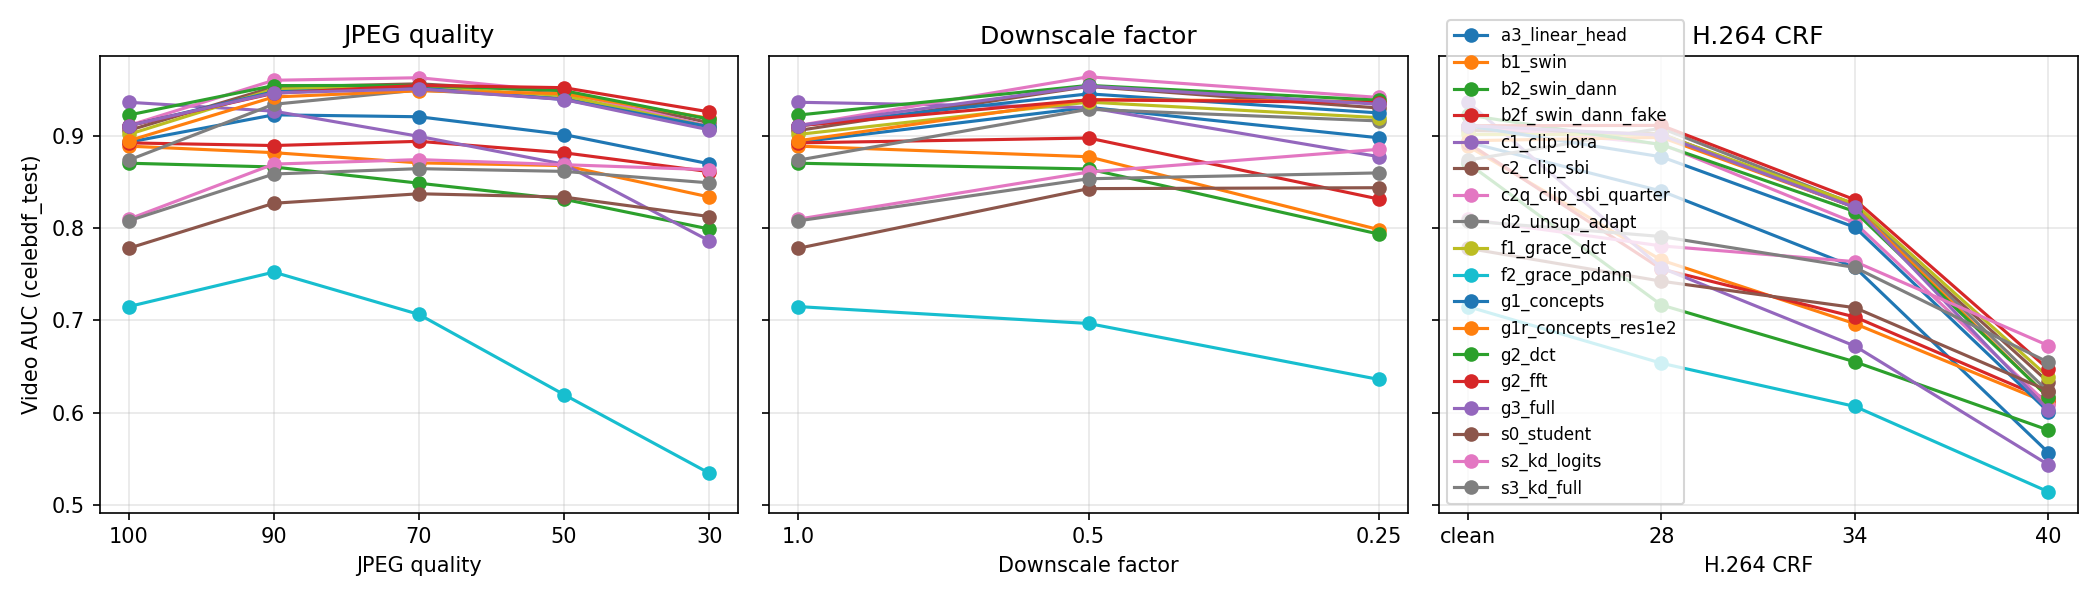 JPEG quality
Downscale factor
H.264 CRF
Video AUC (celebdf_test)
0.9
0.8
0.7
0.6
0.5
100
90
70
50
30
JPEG quality
1.0
0.5
0.25
Downscale factor
a3_linear_head
b1_swin
b2_swin_dann
b2f_swin_dann_fake
c1_clip_lora
c2_clip_sbi
c2q_clip_sbi_quarter
d2_unsup_adapt
f1_grace_dct
f2_grace_pdann
g1_concepts
g1r_concepts_res1e2
g2_dct
g2_fft
g3_full
s0_student
s2_kd_logits
s3_kd_full
clean
28
34
40
H.264 CRF